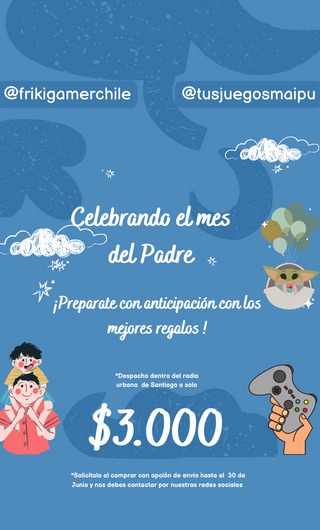 @frikigamerchile
@tusjuegosmaipu
Celebrando el mes
del Padre
¡Preparate con anticipación con los
mejores regalos !
*Despacho dentro del radio
urbano de Santiago a solo
$3.000
*Solicitalo al comprar con opción de envio hasta el 30 de
Junio y nos debes contactar por nuestras redes sociales